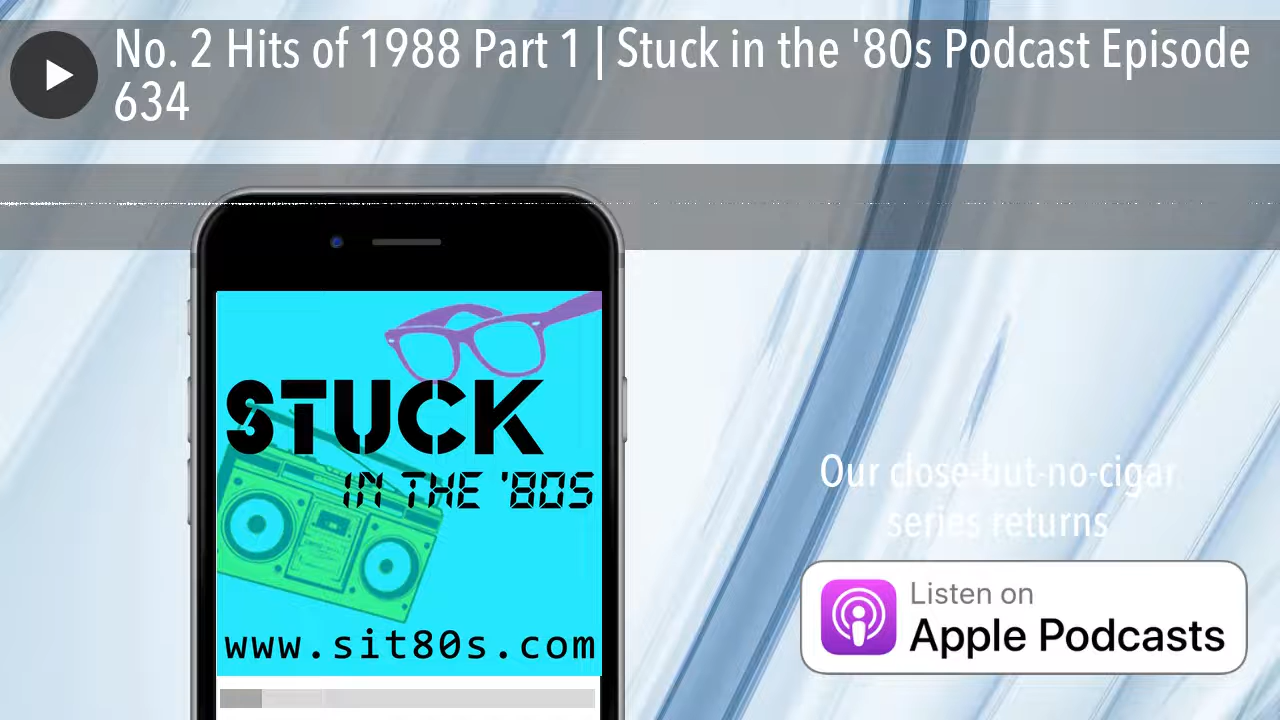 No. 2 Hits of 1988 Part 1 | Stuck in the '80s Podcast Episode
634
STUCK
IN THE '80S
www.sit80s.com
Our close-but-no-cigar
series returns
Listen on
Apple Podcasts